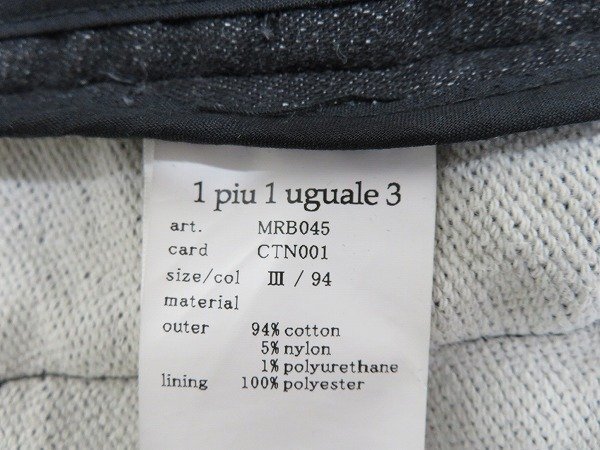 1 piu 1 uguale 3
art. MRB045
card CTN001
size/col Ⅲ / 94
material
outer 94% cotton
5% nylon
1% polyurethane
lining 100% polyester